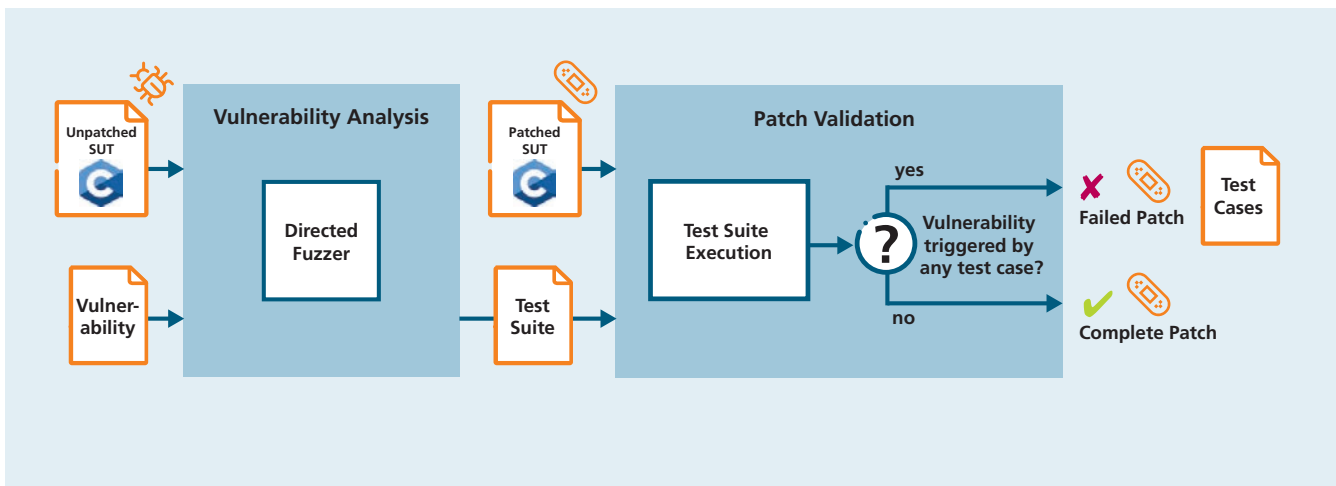 Unpatched
SUT
C
Vulner-
ability
Vulnerability Analysis
Directed
Fuzzer
Patched
SUT
C
Test
Suite
Patch Validation
Test Suite
Execution
?
yes
Vulnerability
triggered by
any test case?
no
Failed Patch
Test
Cases
Complete Patch